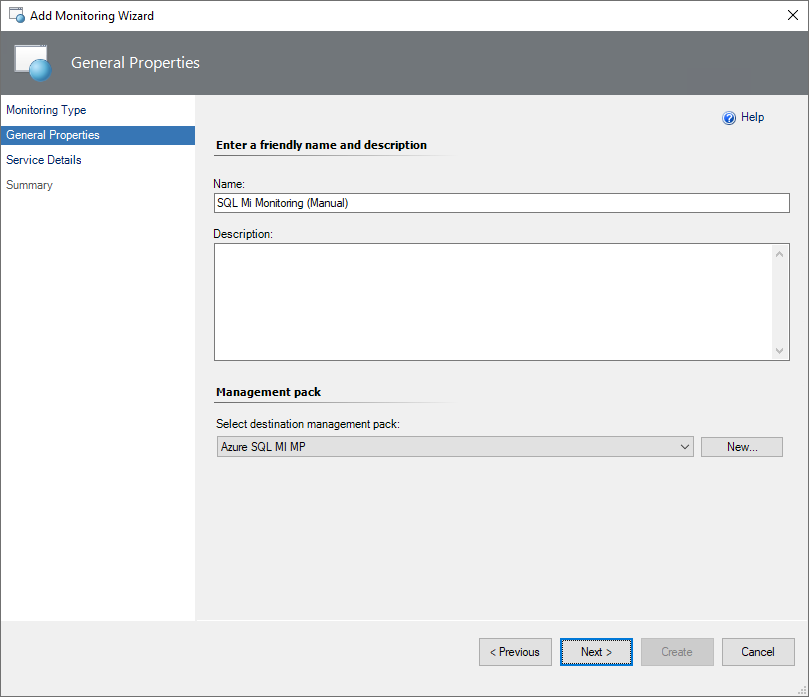 Add Monitoring Wizard
General Properties
Monitoring Type
General Properties
Service Details
Summary
Help
Enter a friendly name and description
Name:
SQL Mi Monitoring (Manual)
Description:
Management pack
Select destination management pack:
Azure SQL MI MP
New...
< Previous
Next >
Create
Cancel